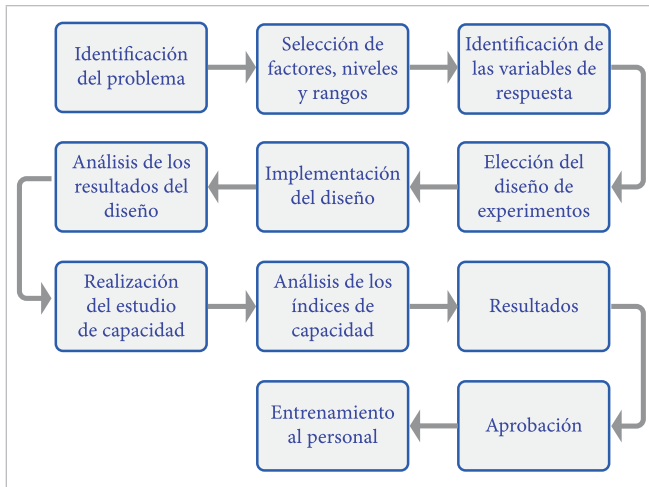 Identificación
del problema
Selección de
factores, niveles
y rangos
Identificación de
las variables de
respuesta
Elección del
diseño de
experimentos
Implementación
del diseño
Análisis de los
resultados del
diseño
Realización
del estudio
de capacidad
Análisis de los
índices de
capacidad
Resultados
Aprobación
Entrenamiento
al personal